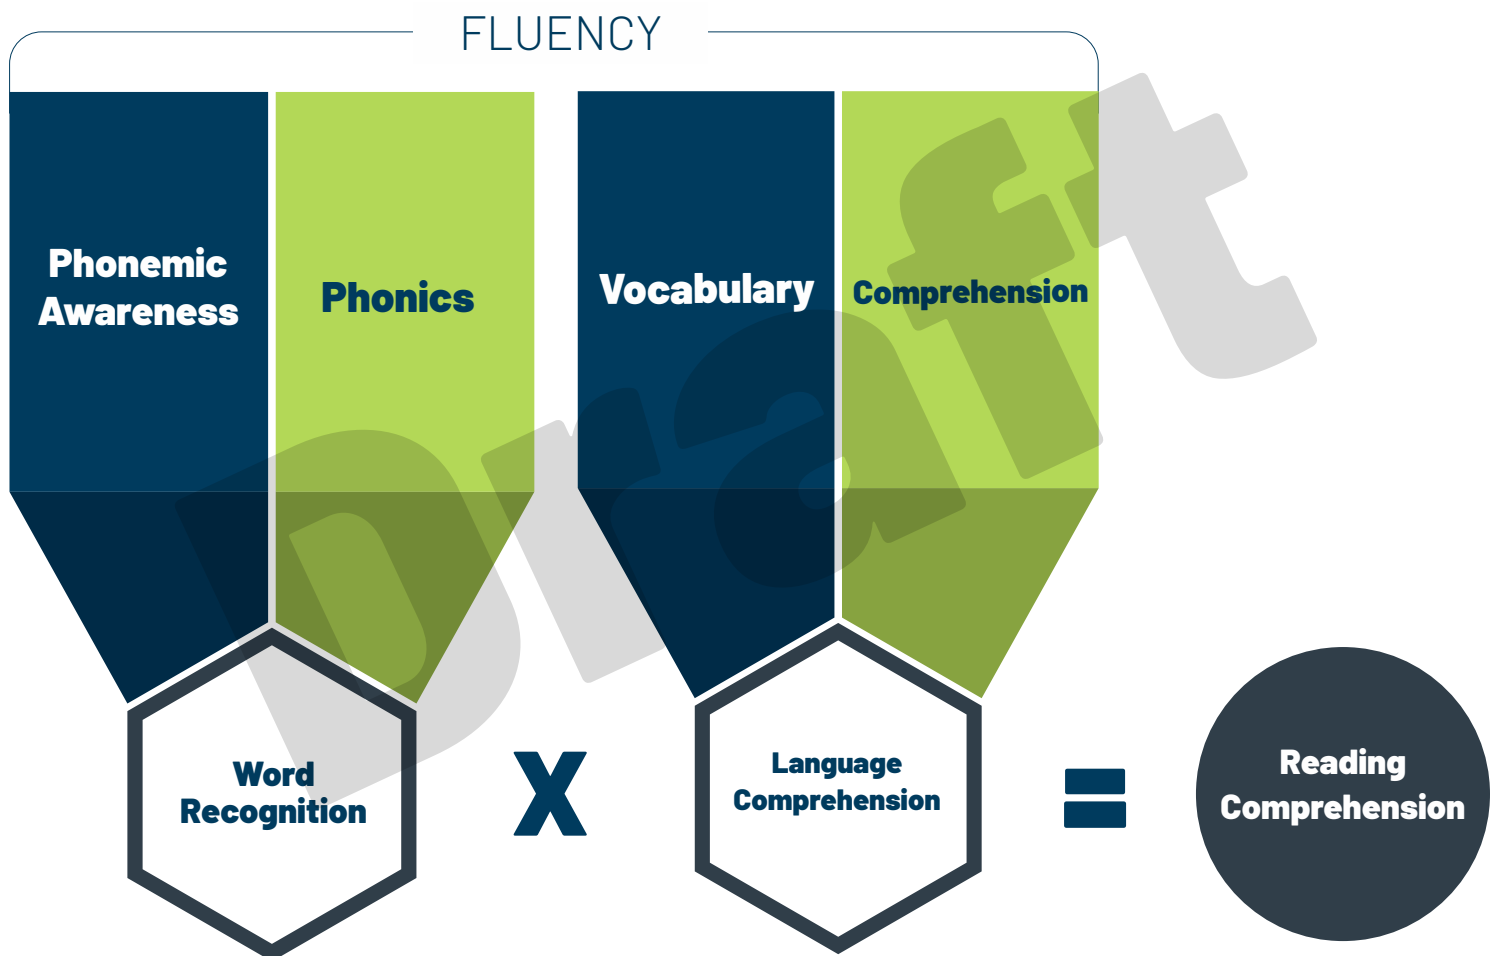 FLUENCY
Phonemic
Awareness
Phonics
Vocabulary
Comprehension
Draft
Word
Recognition
X
Language
Comprehension
=
Reading
Comprehension